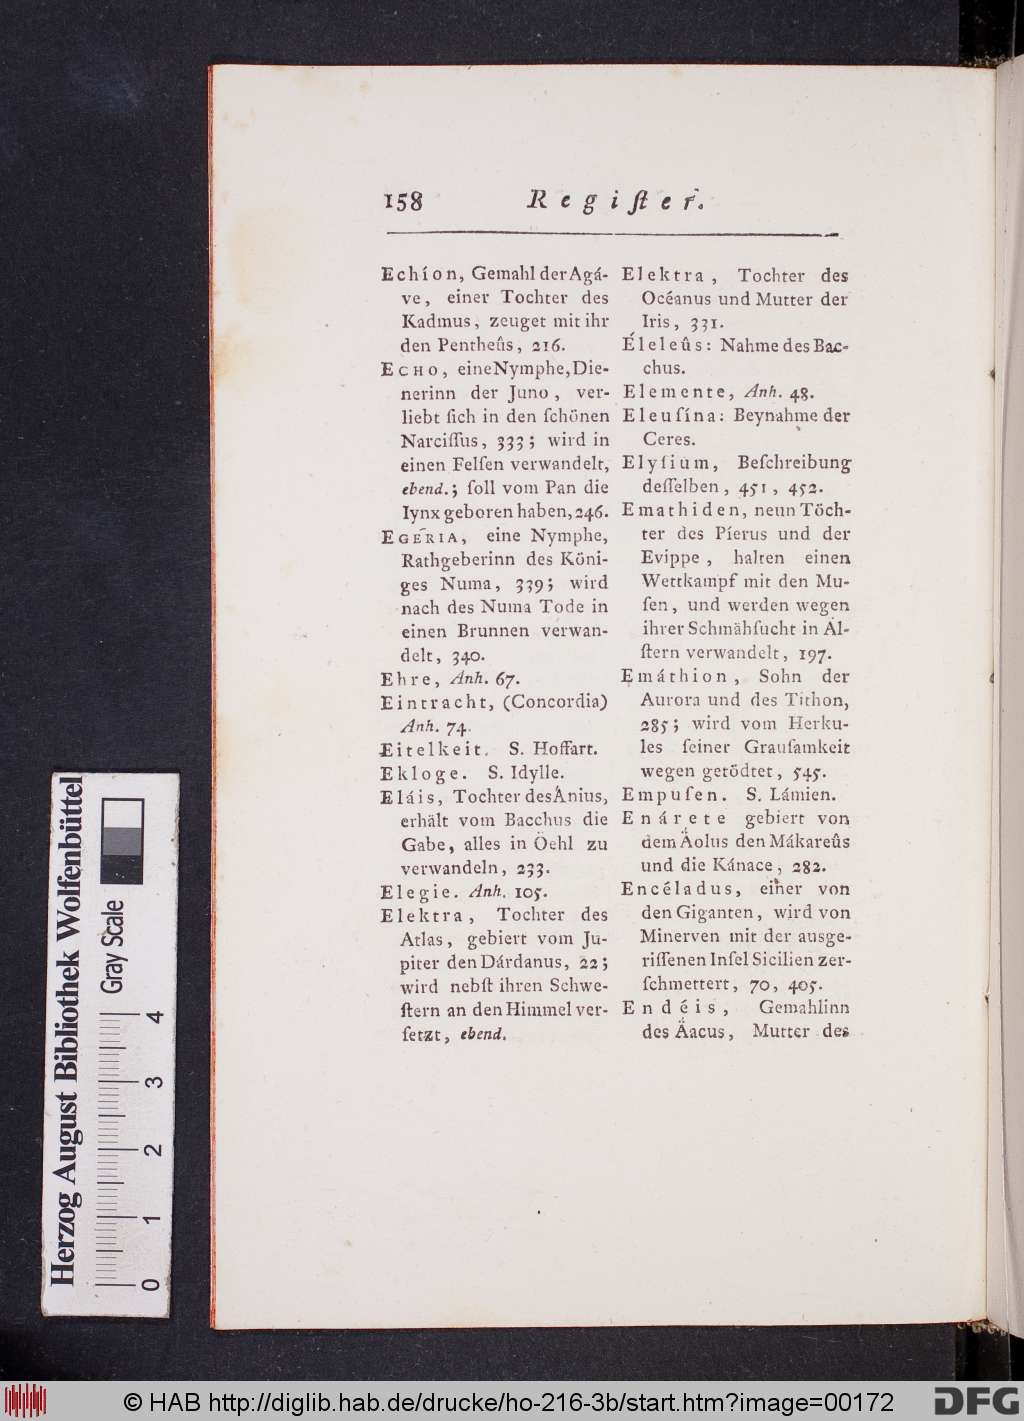 158 Regiſter.
Echíon, Gemahl der Agá-
ve, einer Tochter des
Kadmus, zeuget mit ihr
den Pentheûs, 216.
ECHO, eine Nymphe, Die-
nerinn der Juno, ver-
liebt ſich in den ſchönen
Narciſſus, 333; wird in
einen Felſen verwandelt,
ebend.; ſoll vom Pan die
Iynx geboren haben, 246.
EGĒRIA, eine Nymphe,
Rathgeberinn des Köni-
ges Numa, 339; wird
nach des Numa Tode in
einen Brunnen verwan-
delt, 340.
Ehre, Anh. 67.
Eintracht, (Concordia)
Anh. 74.
Eitelkeit. S. Hoffart.
Ekloge. S. Idylle.
Eláis, Tochter des Ánius,
erhält vom Bacchus die
Gabe, alles in Öehl zu
verwandeln, 233.
Elegie. Anh. 105.
Elektra, Tochter des
Atlas, gebiert vom Ju-
piter den Dárdanus, 22;
wird nebſt ihren Schwe-
ſtern an den Himmel ver-
ſetzt, ebend.
Elektra, Tochter des
Océanus und Mutter der
Iris, 331.
Éleleûs: Nahme des Bac-
chus.
Elemente, Anh. 48.
Eleuſína: Beynahme der
Ceres.
Elyſium, Beſchreibung
deſſelben, 451, 452.
Emathiden, neun Töch-
ter des Píerus und der
Evippe, halten einen
Wettkampf mit den Mu-
ſen, und werden wegen
ihrer Schmähſucht in Äl-
ſtern verwandelt, 197.
Emáthion, Sohn der
Aurora und des Tithon,
285; wird vom Herku-
les ſeiner Grauſamkeit
wegen getödtet, 545.
Empuſen. S. Lámien.
Enárete gebiert von
dem Äolus den Mákareûs
und die Kánace, 282.
Encéladus, einer von
den Giganten, wird von
Minerven mit der ausge-
riſſenen Inſel Sicilien zer-
ſchmettert, 70, 405.
Endéis, Gemahlinn
des Äacus, Mutter des
Herzog August Bibliothek Wolfenbüttel
Gray Scale
0 1 2 3 4
© HAB http://diglib.hab.de/drucke/ho-216-3b/start.htm?image=00172
DFG